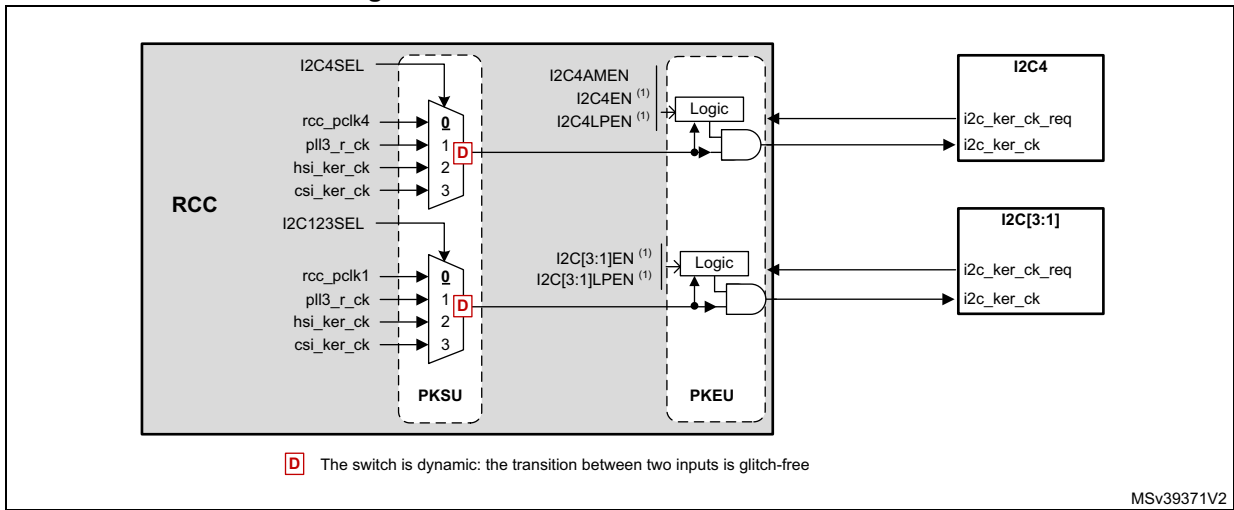 I2C4SEL
rcc_pclk4
pll3_r_ck
hsi_ker_ck
csi_ker_ck
0
1
2
3
D
I2C4AMEN
I2C4EN (1)
I2C4LPEN (1)
Logic
I2C4
i2c_ker_ck_req
i2c_ker_ck
RCC
I2C123SEL
rcc_pclk1
pll3_r_ck
hsi_ker_ck
csi_ker_ck
0
1
2
3
D
I2C[3:1]EN (1)
I2C[3:1]LPEN (1)
Logic
I2C[3:1]
i2c_ker_ck_req
i2c_ker_ck
PKSU
PKEU
D The switch is dynamic: the transition between two inputs is glitch-free
MSv39371V2